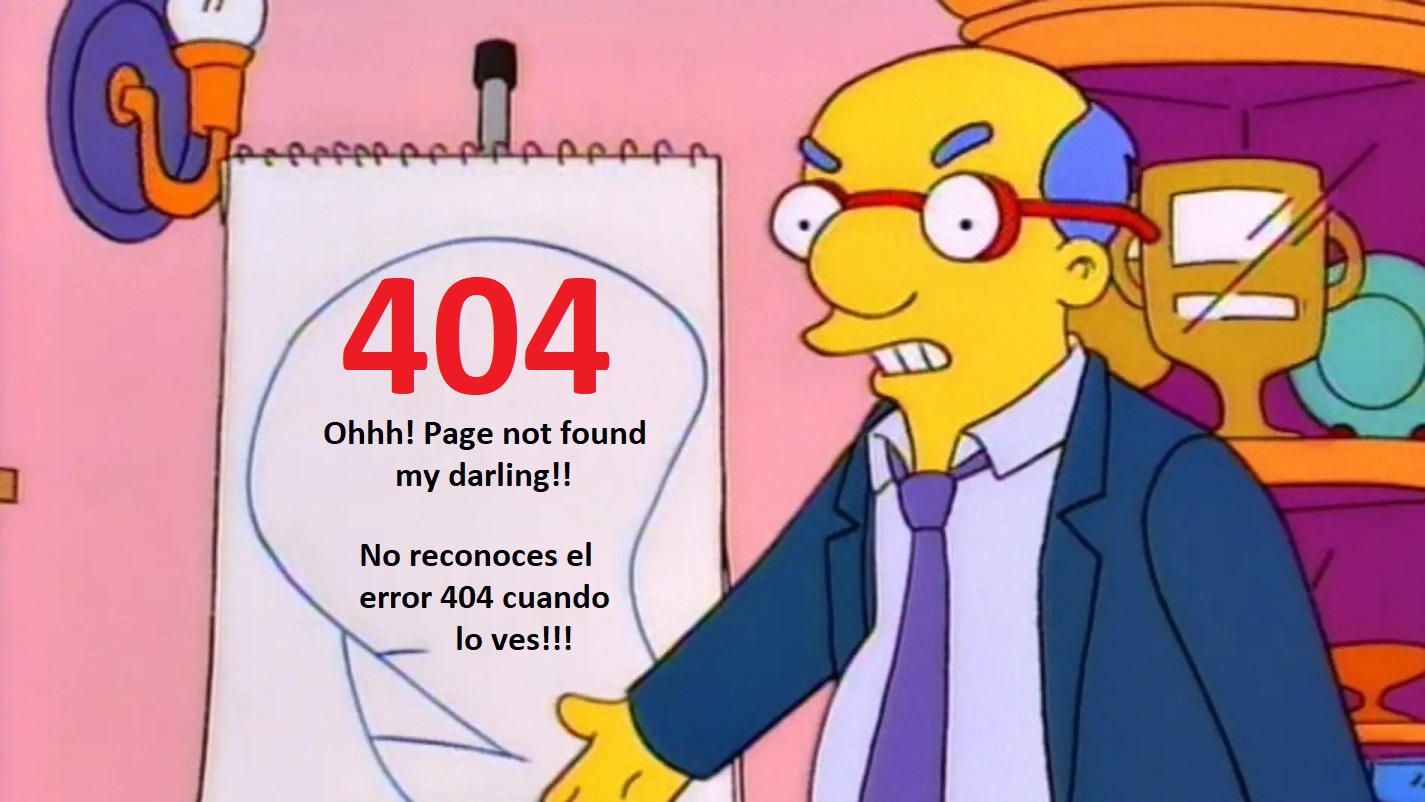 404
Ohhh! Page not found
my darling!!
No reconoces el
error 404 cuando
lo ves!!!